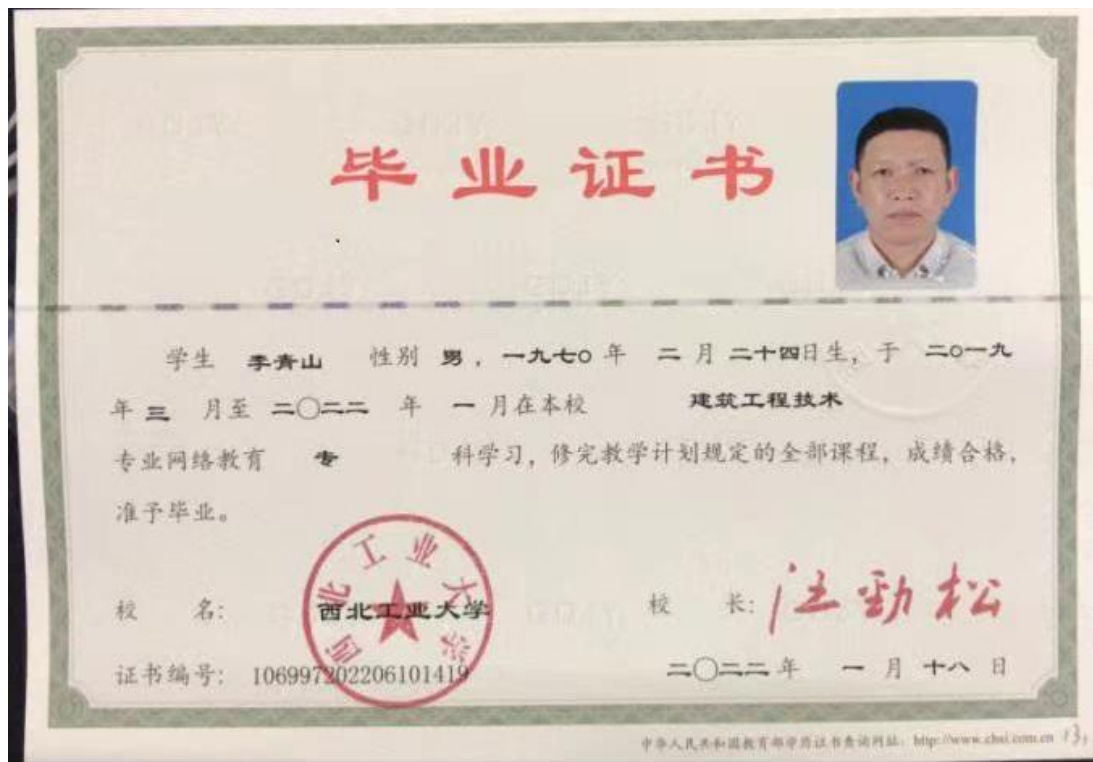 毕业证书
学生 李青山 性别 男，一九七〇年 二月二十四日生，于 二〇一九
年三 月至 二〇二二 年 一 月在本校 建筑工程技术
专业网络教育 专 科学习，修完教学计划规定的全部课程，成绩合格，
准予毕业。
西北工业大学
校 名： 西北工业大学 校 长：汪劲松
证书编号：106997202206101419 二〇二二年 一 月 十八 日
中华人民共和国教育部学历证书查询网址：http://www.chsi.com.cn